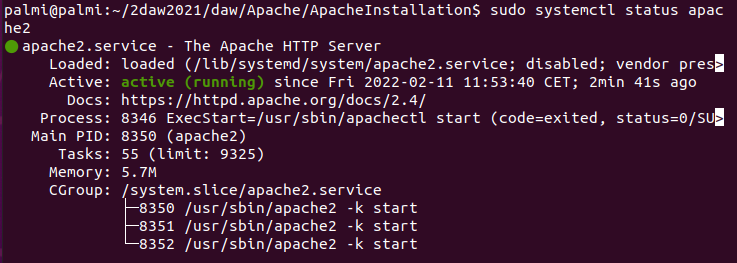 palmi@palmi:~/2daw2021/daw/Apache/ApacheInstallation$ sudo systemctl status apac
he2
● apache2.service - The Apache HTTP Server
     Loaded: loaded (/lib/systemd/system/apache2.service; disabled; vendor pres>
     Active: active (running) since Fri 2022-02-11 11:53:40 CET; 2min 41s ago
       Docs: https://httpd.apache.org/docs/2.4/
    Process: 8346 ExecStart=/usr/sbin/apachectl start (code=exited, status=0/SU>
   Main PID: 8350 (apache2)
      Tasks: 55 (limit: 9325)
     Memory: 5.7M
     CGroup: /system.slice/apache2.service
             ├─8350 /usr/sbin/apache2 -k start
             ├─8351 /usr/sbin/apache2 -k start
             └─8352 /usr/sbin/apache2 -k start